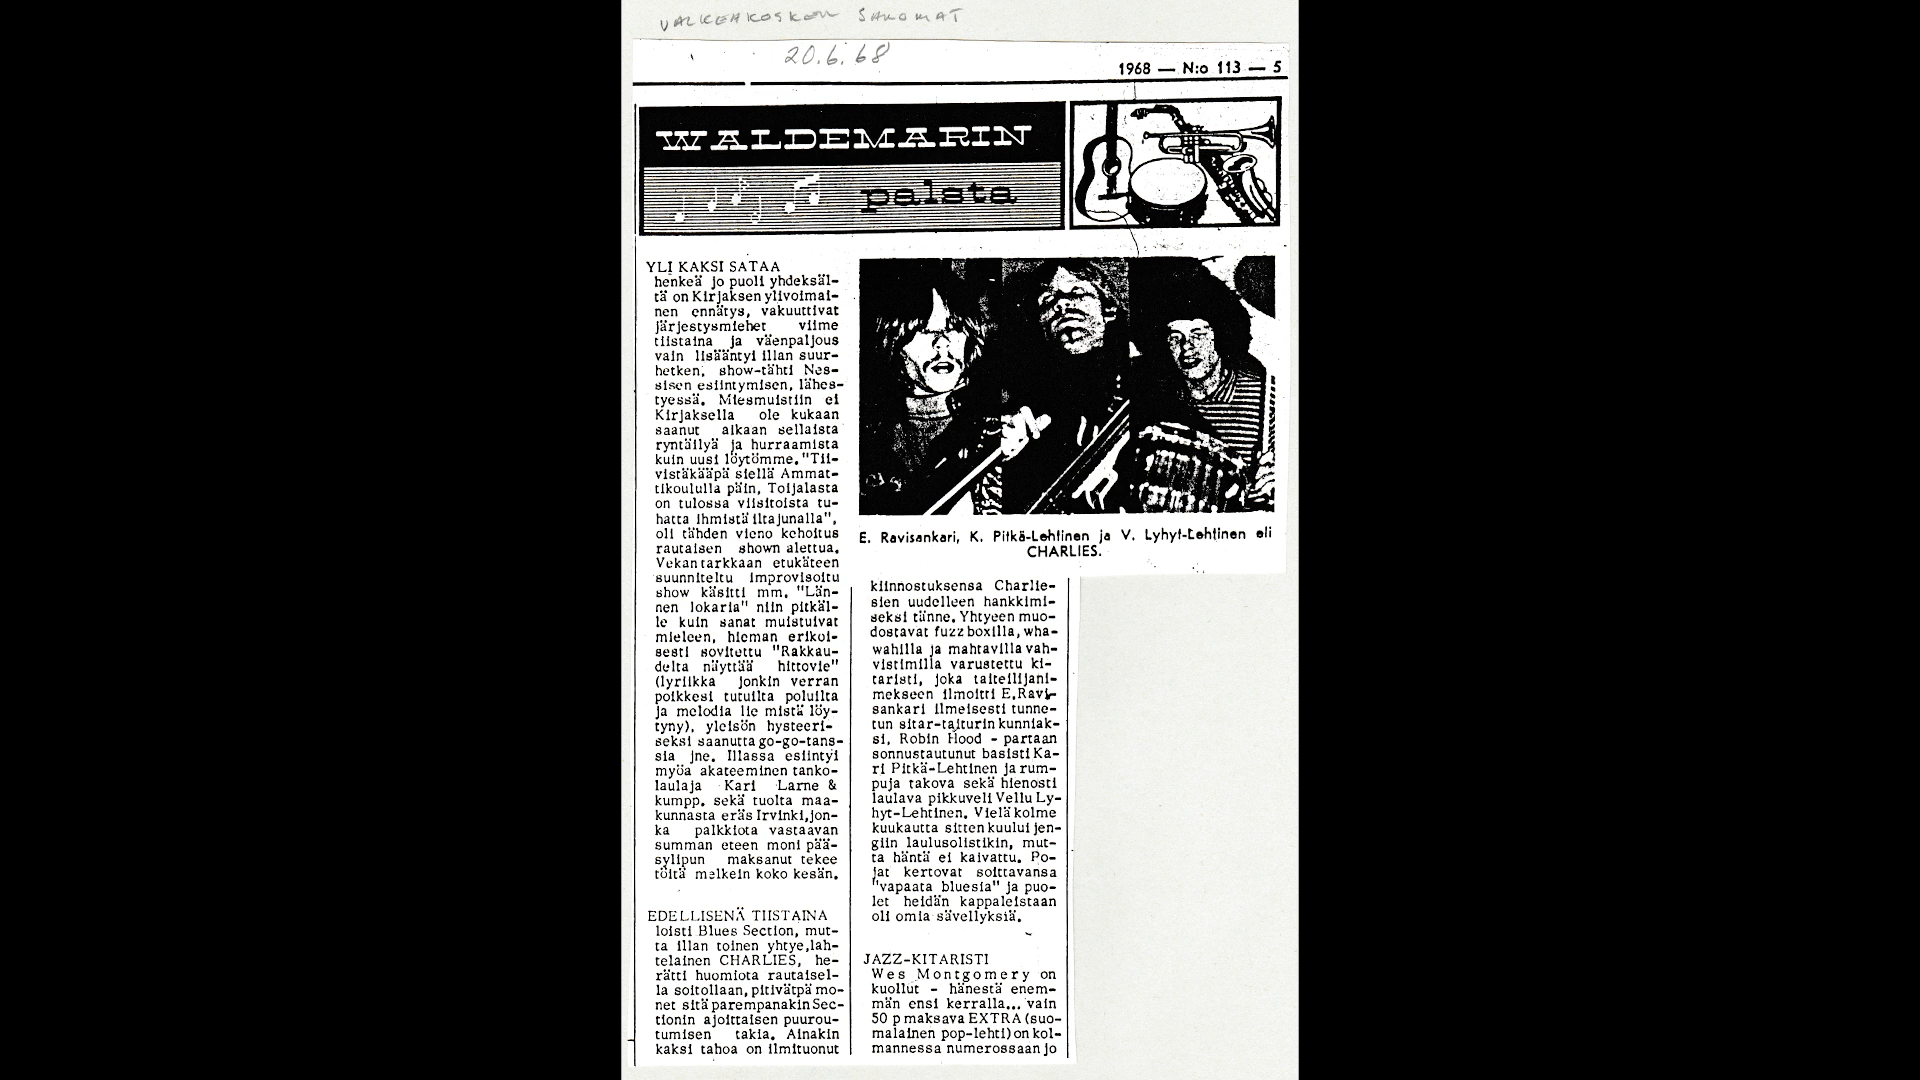 VALKEAKOSKEN SANOMAT
20.6.68
1968 — N:o 113 — 5
WALDEMARIN
palsta
YLI KAKSI SATAA
henkeä jo puoli yhdeksäl-
tä on Kirjaksen ylivoimai-
nen ennätys, vakuuttivat
järjestysmiehet viime
tiistaina ja väenpaljous
vain lisääntyi illan suur-
hetken, show-tähti Nes-
sisen esiintymisen, lähes-
tyessä. Miesmuistiin ei
Kirjaksella ole kukaan
saanut aikaan sellaista
ryntäilyä ja hurraamista
kuin uusi löytömme. "Tii-
vistäkääpä siellä Ammat-
tikoululla päin, Toijalasta
on tulossa viisitoista tu-
hatta ihmistä iltajunalla",
oli tähden vieno kehoitus
rautaisen shown alettua.
Vekan tarkkaan etukäteen
suunniteltu improvisoitu
show käsitti mm. "Län-
nen lokaria" niin pitkäl-
le kuin sanat muistuivat
mieleen, hieman erikoi-
sesti sovitettu "Rakkau-
delta näyttää hittovie"
(lyriikka jonkin verran
poikkesi tutuilta poluilta
ja melodia lie mistä löy-
tyny), yleisön hysteeri-
seksi saanutta go-go-tans-
sia jne. Illassa esiintyi
myöa akateeminen tanko-
laulaja Kari Larne &
kumpp. sekä tuolta maa-
kunnasta eräs Irvinki, jon-
ka palkkiota vastaavan
summan eteen moni pää-
sylipun maksanut tekee
töitä melkein koko kesän.
EDELLISENÄ TIISTAINA
loisti Blues Section, mut-
ta illan toinen yhtye, lah-
telainen CHARLIES, he-
rätti huomiota rautaisel-
la soitollaan, pitivätpä mo-
net sitä parempanakin Sec-
tionin ajoittaisen puurou-
tumisen takia. Ainakin
kaksi tahoa on ilmituonut
E. Ravisankari, K. Pitkä-Lehtinen ja V. Lyhyt-Lehtinen eli
CHARLIES.
kiinnostuksensa Charlie-
sien uudelleen hankkimi-
seksi tänne. Yhtyeen muo-
dostavat fuzz boxilla, wha-
wahilla ja mahtavilla vah-
vistimilla varustettu ki-
taristi, joka taiteilijani-
mekseen ilmoitti E. Ravi-
sankari ilmeisesti tunne-
tun sitar-taiturin kunniak-
si, Robin Hood - partaan
sonnustautunut basisti Ka-
ri Pitkä-Lehtinen ja rum-
puja takova sekä hienosti
laulava pikkuveli Vellu Ly-
hyt-Lehtinen. Vielä kolme
kuukautta sitten kuului jen-
giin laulusolistikin, mut-
ta häntä ei kaivattu. Po-
jat kertovat soittavansa
"vapaata bluesia" ja puo-
let heidän kappaleistaan
oli omia sävellyksiä.
JAZZ-KITARISTI
Wes Montgomery on
kuollut - hänestä enem-
män ensi kerralla... vain
50 p maksava EXTRA (suo-
malainen pop-lehti) on kol-
mannessa numerossaan jo